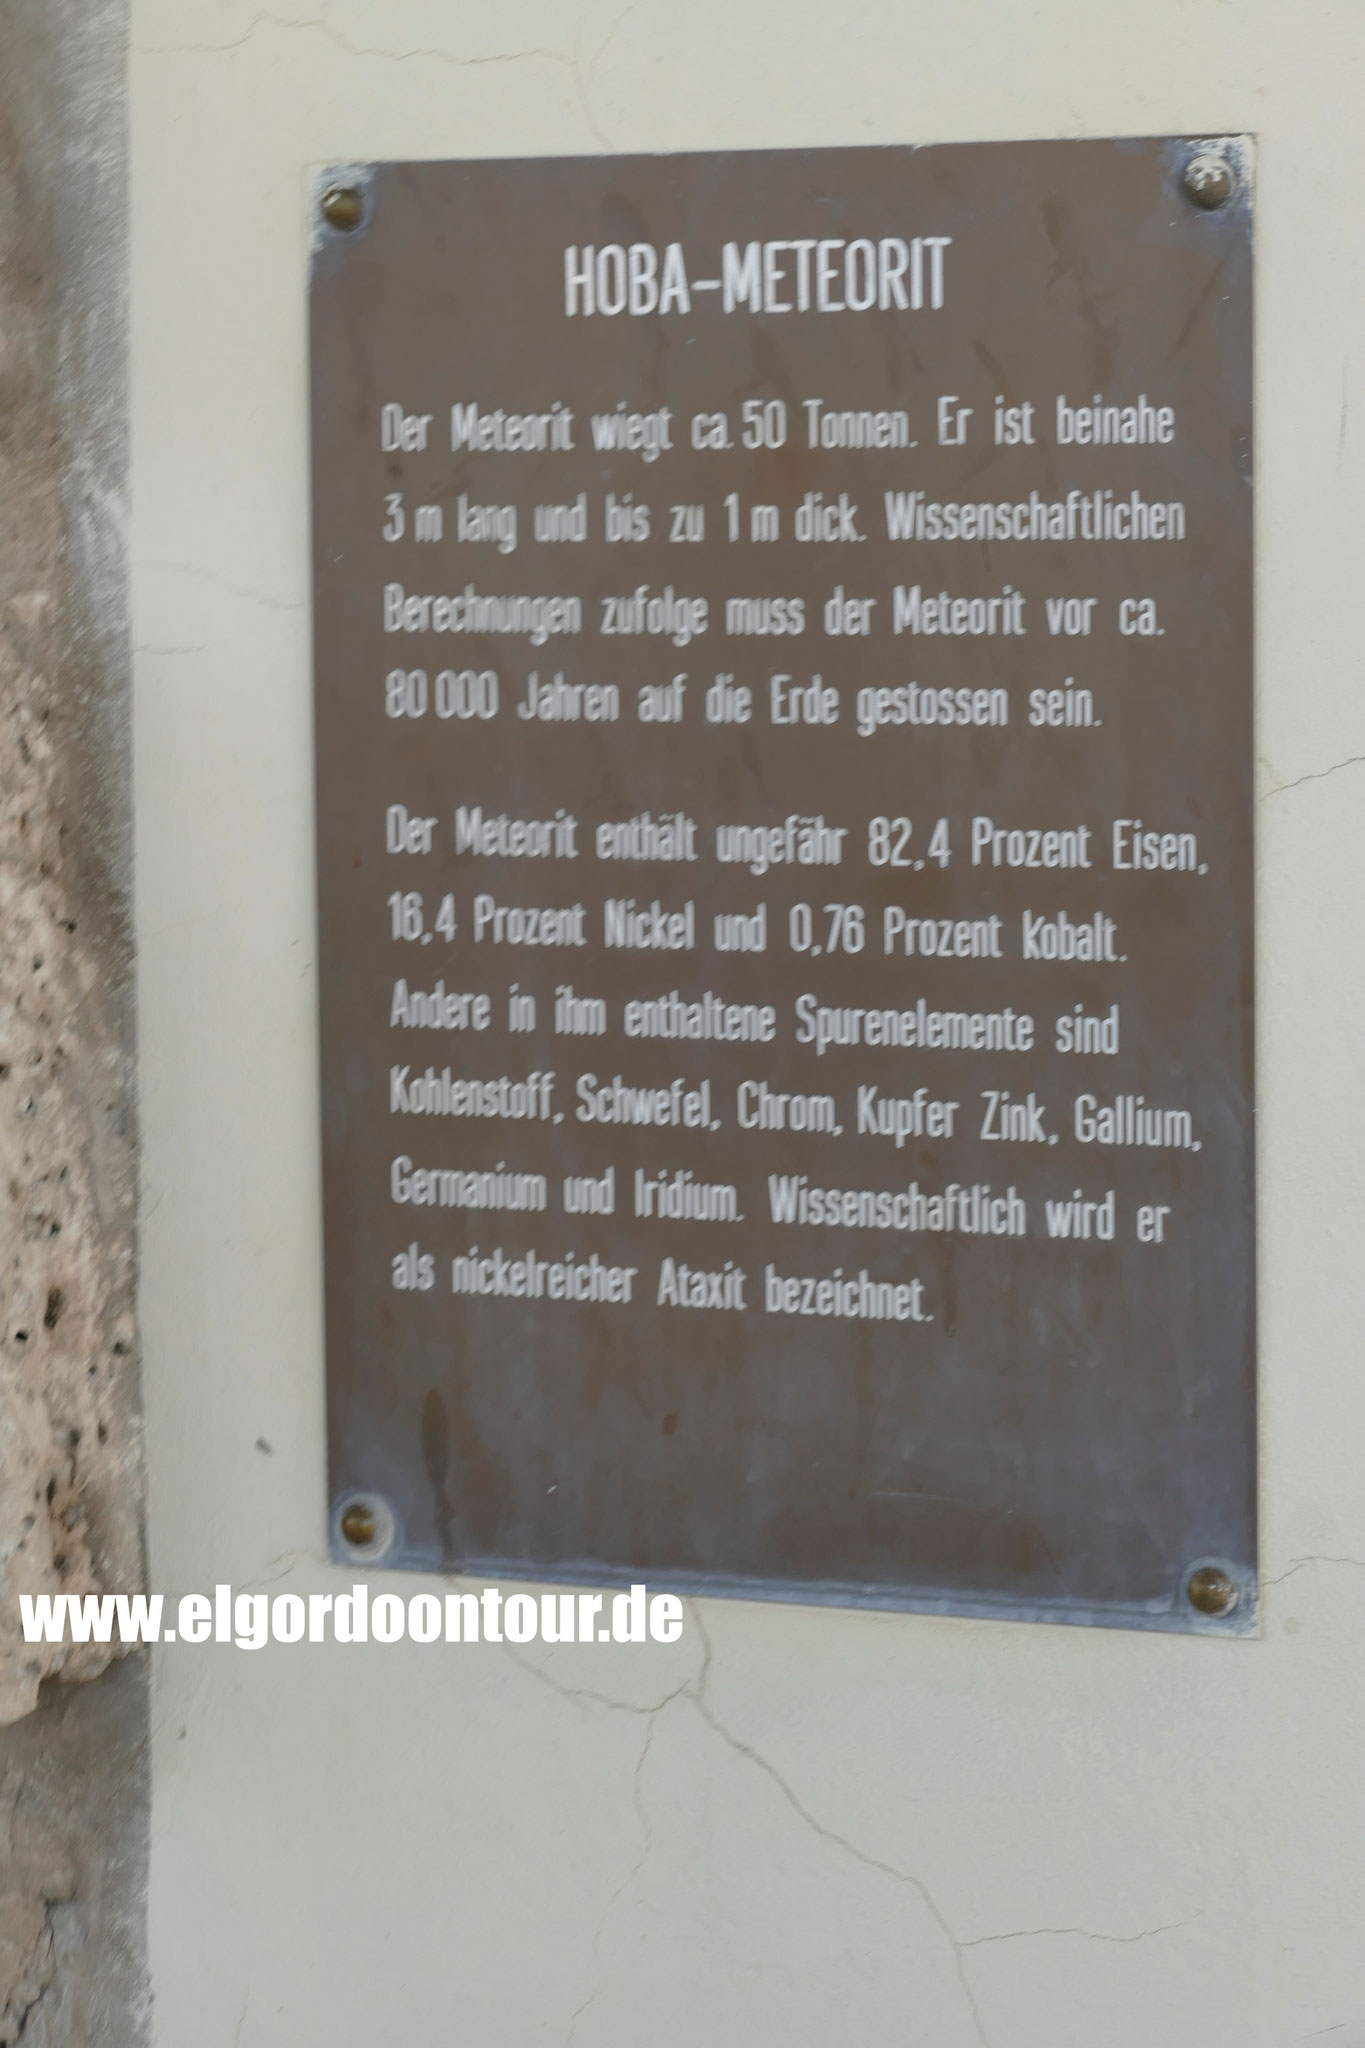 HOBA-METEORIT
Der Meteorit wiegt ca. 50 Tonnen. Er ist beinahe
3 m lang und bis zu 1 m dick. Wissenschaftlichen
Berechnungen zufolge muss der Meteorit vor ca.
80 000 Jahren auf die Erde gestossen sein.
Der Meteorit enthält ungefähr 82,4 Prozent Eisen,
16,4 Prozent Nickel und 0,76 Prozent Kobalt.
Andere in ihm enthaltene Spurenelemente sind
Kohlenstoff, Schwefel, Chrom, Kupfer Zink, Gallium,
Germanium und Iridium. Wissenschaftlich wird er
als nickelreicher Ataxit bezeichnet.
www.elgordoontour.de